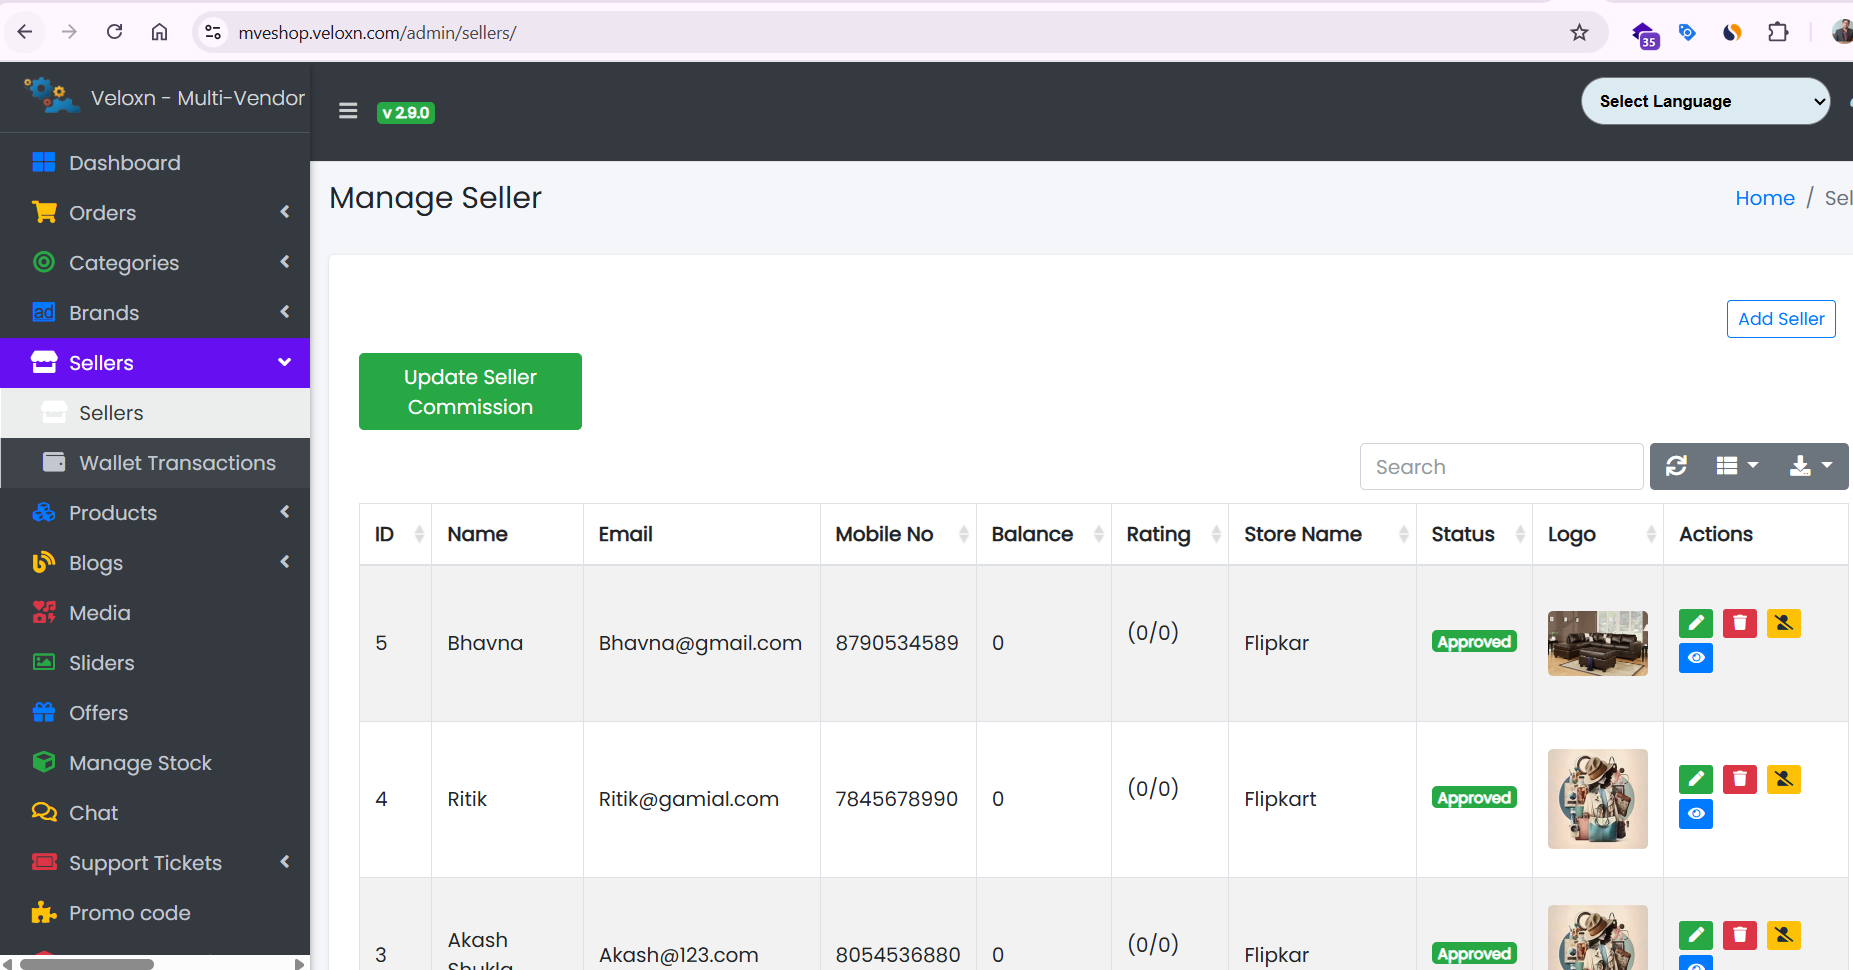 mveshop.veloxn.com/admin/sellers/
35
Veloxn - Multi-Vendor
v 2.9.0
Select Language
Dashboard
Orders
Categories
ad
Brands
Sellers
Sellers
Wallet Transactions
Products
Blogs
Media
Sliders
Offers
Manage Stock
Chat
Support Tickets
Promo code
Manage Seller
Home / Sel
Add Seller
Update Seller
Commission
Search
ID Name Email Mobile No Balance Rating Store Name Status Logo Actions
5 Bhavna Bhavna@gmail.com 8790534589 0 (0/0) Flipkar Approved
4 Ritik Ritik@gamial.com 7845678990 0 (0/0) Flipkart Approved
3 Akash Akash@123.com 8054536880 0 (0/0) Flipkar Approved
Shukla